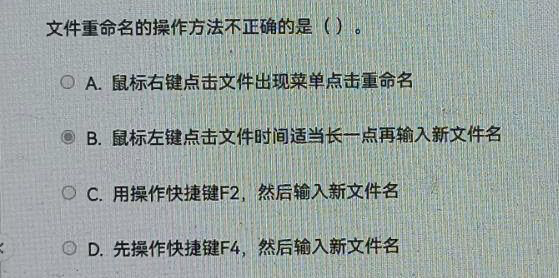 文件重命名的操作方法不正确的是（ ）。
A. 鼠标右键点击文件出现菜单点击重命名
B. 鼠标左键点击文件时间适当长一点再输入新文件名
C. 用操作快捷键F2，然后输入新文件名
D. 先操作快捷键F4，然后输入新文件名